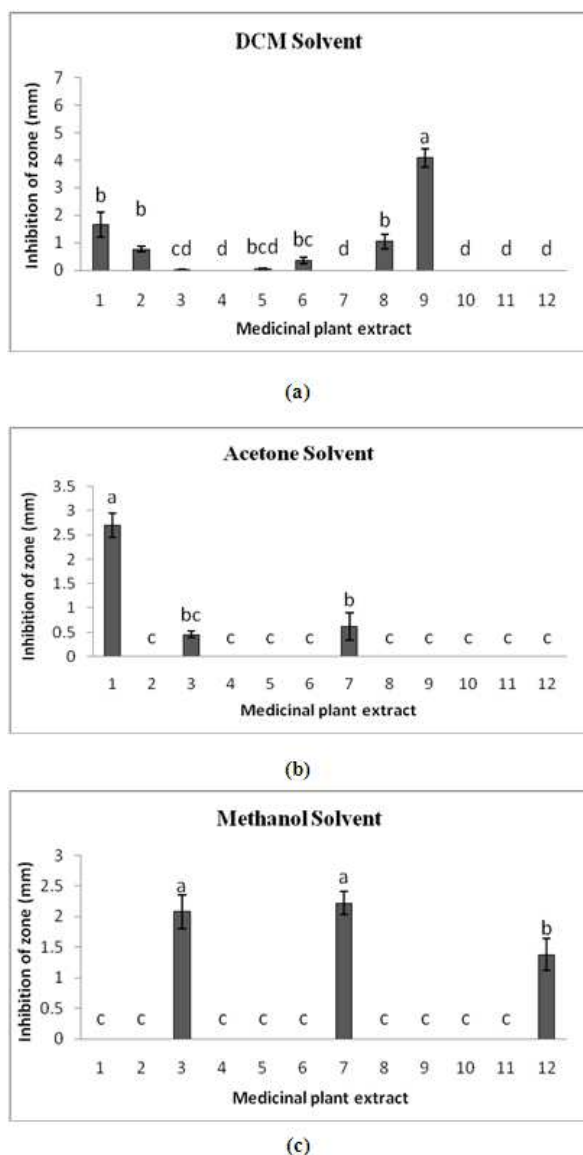 DCM Solvent
Inhibition of zone (mm)
7
6
5
4
3
2
1
0
b
b
cd
d
bcd
bc
d
b
a
d
d
d
1 2 3 4 5 6 7 8 9 10 11 12
Medicinal plant extract
(a)
Acetone Solvent
Inhibition of zone (mm)
3.5
3
2.5
2
1.5
1
0.5
0
a
c
bc
c
c
c
b
c
c
c
c
c
1 2 3 4 5 6 7 8 9 10 11 12
Medicinal plant extract
(b)
Methanol Solvent
Inhibition of zone (mm)
3
2.5
2
1.5
1
0.5
0
c
c
a
c
c
c
a
c
c
c
c
b
1 2 3 4 5 6 7 8 9 10 11 12
Medicinal plant extract
(c)